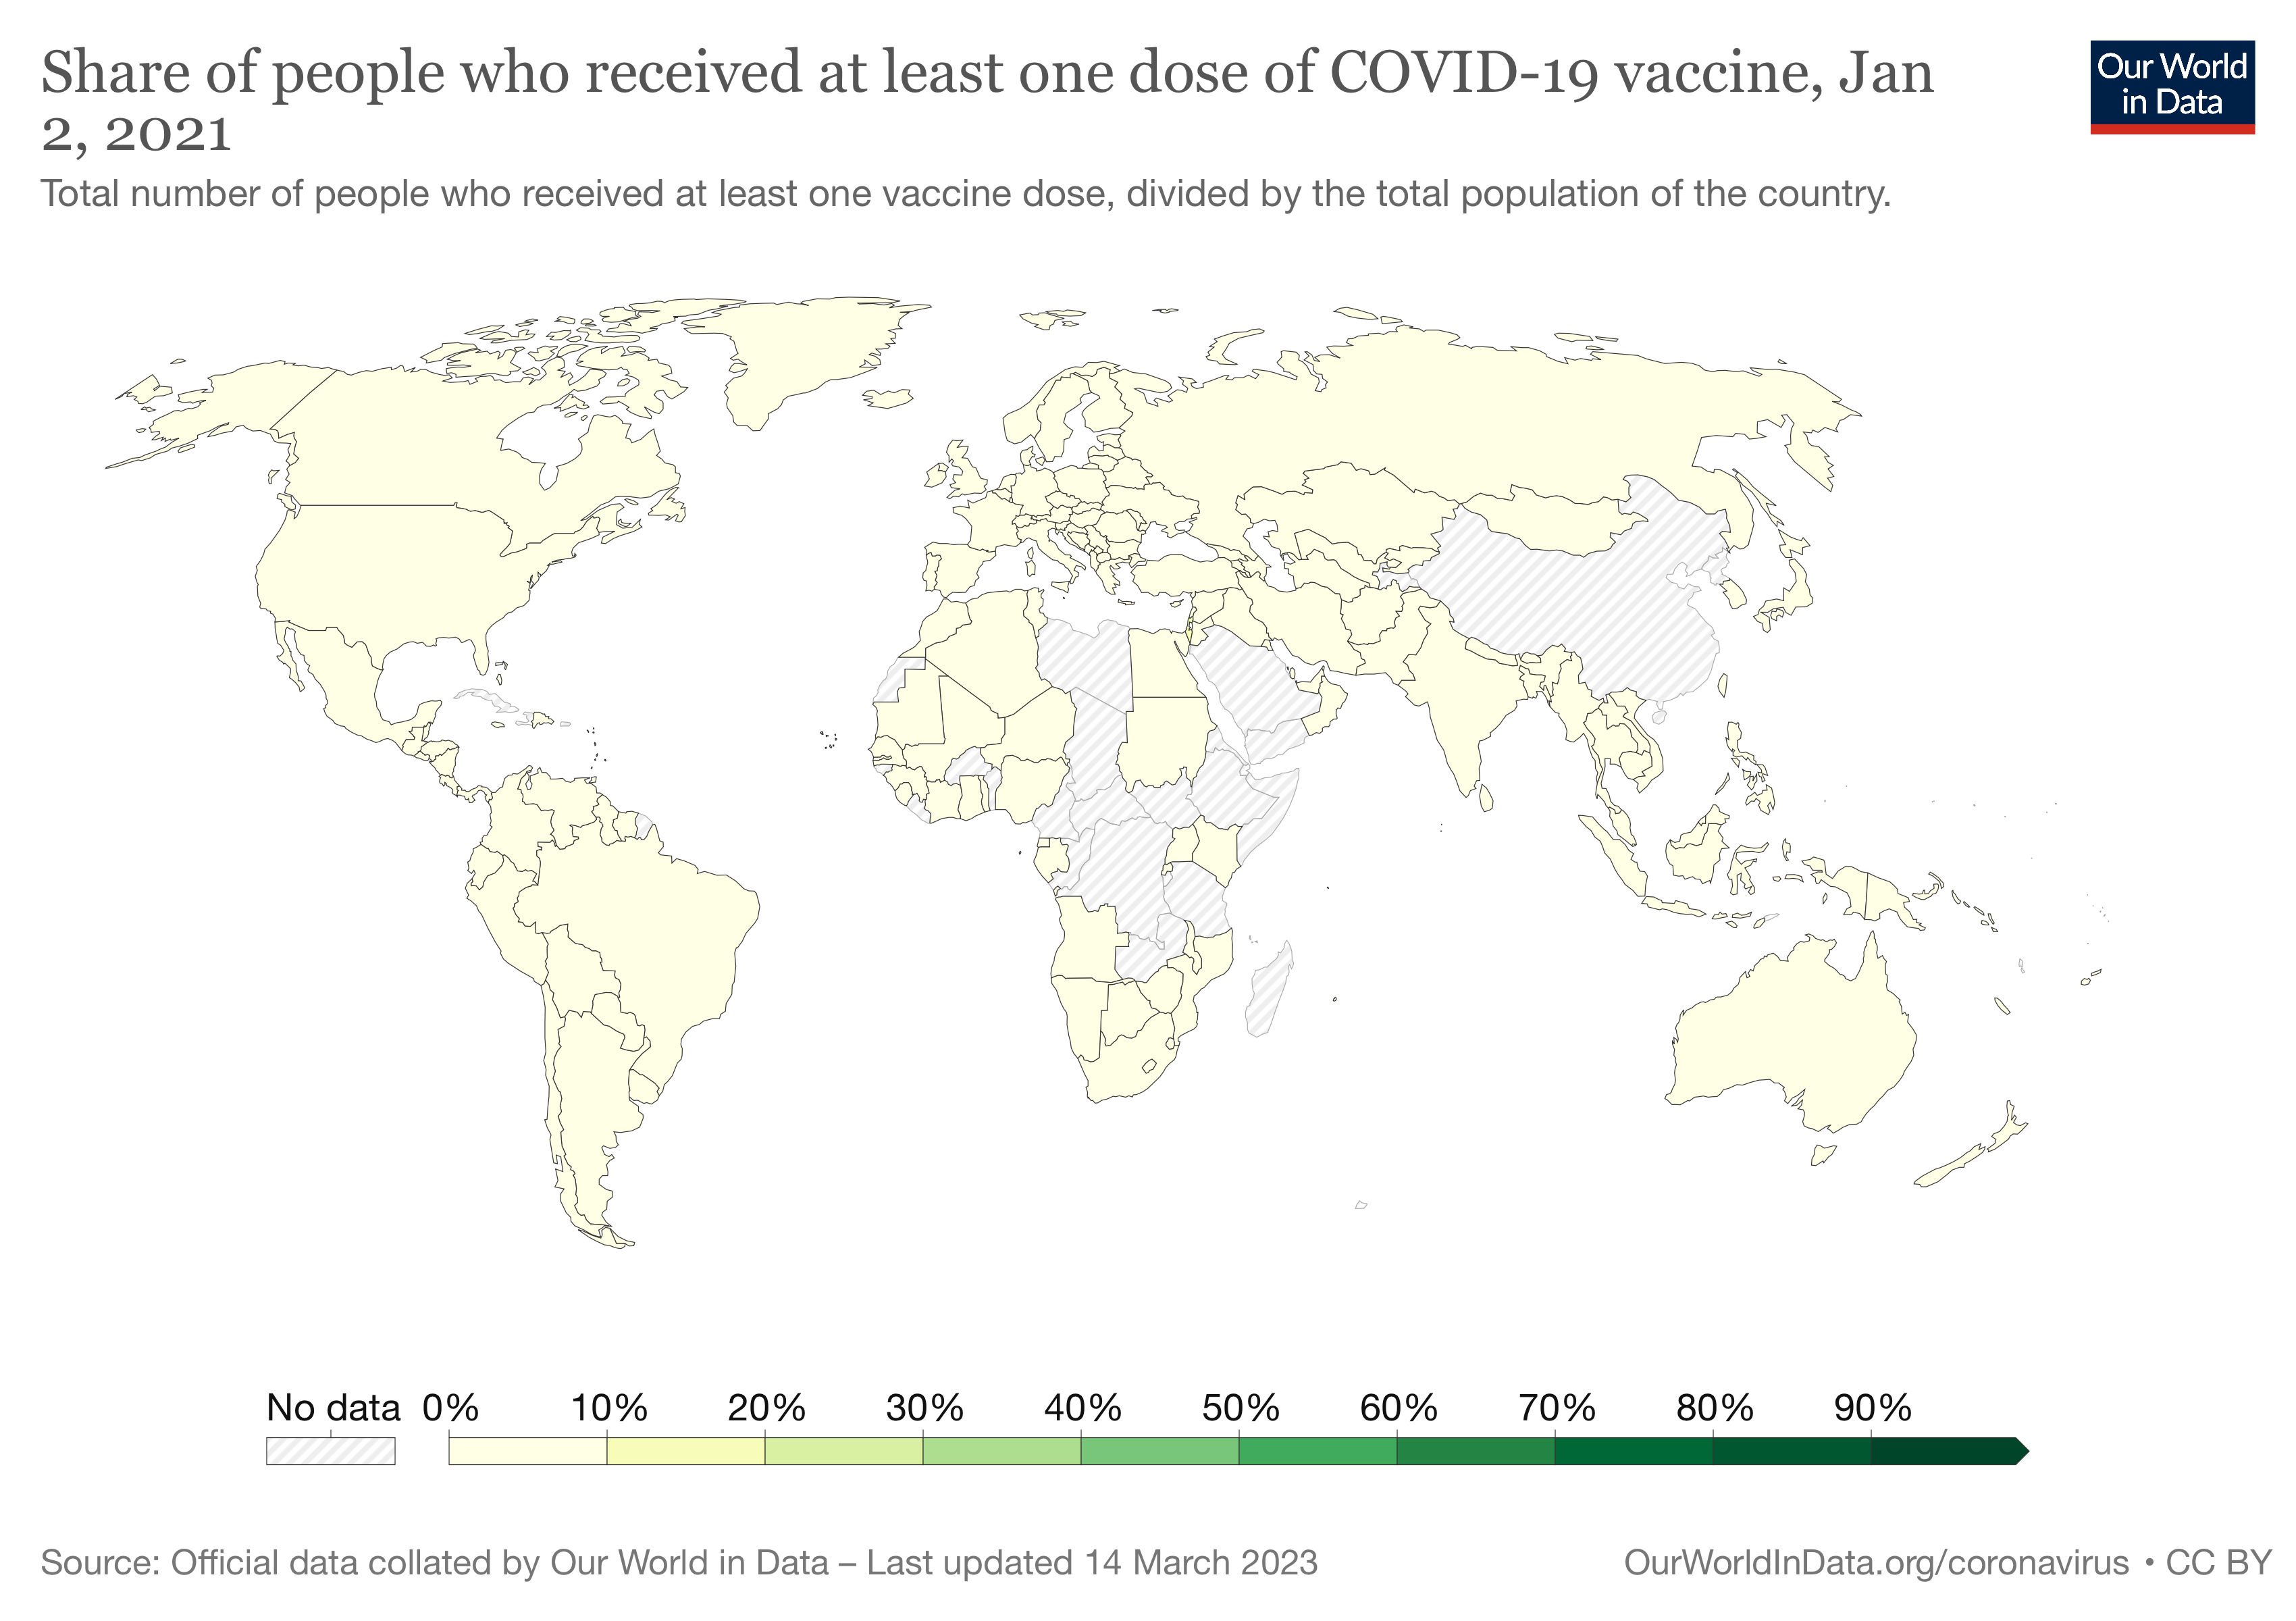 Share of people who received at least one dose of COVID-19 vaccine, Jan
2, 2021
Our World
in Data
Total number of people who received at least one vaccine dose, divided by the total population of the country.
No data 0% 10% 20% 30% 40% 50% 60% 70% 80% 90%
Source: Official data collated by Our World in Data – Last updated 14 March 2023
OurWorldInData.org/coronavirus • CC BY